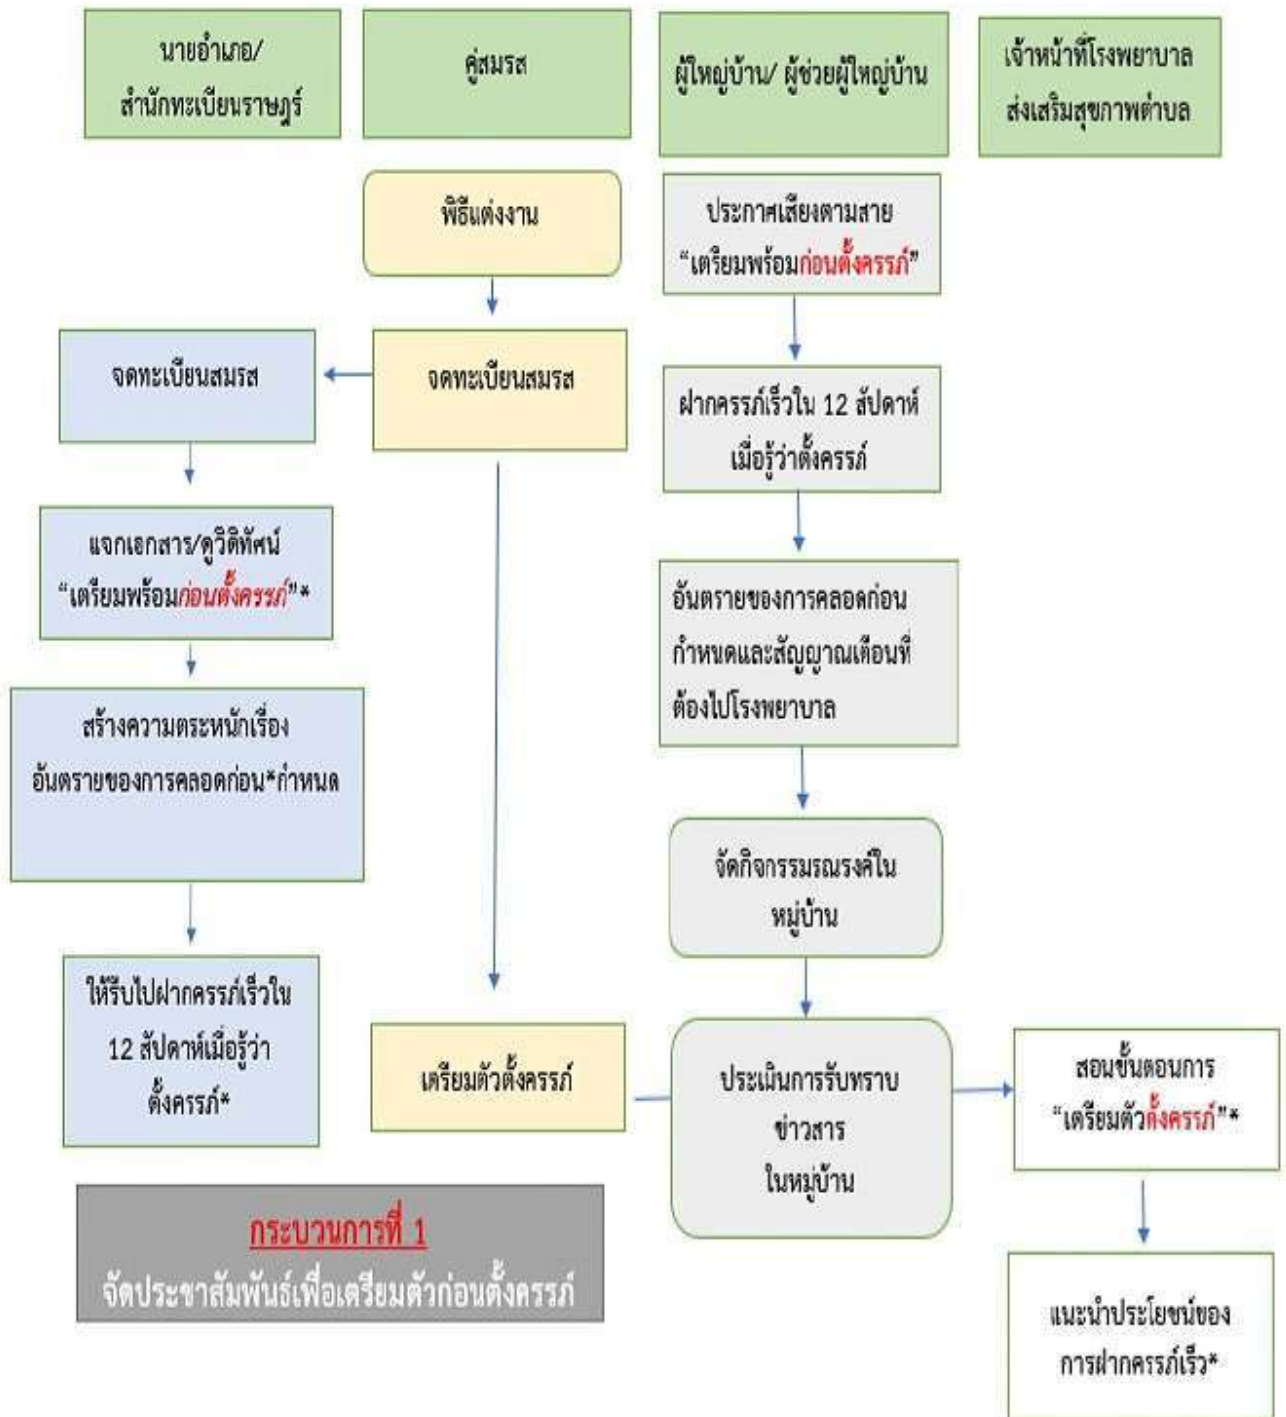 นายอำเภอ/
สำนักทะเบียนราษฎร์
คู่สมรส
ผู้ใหญ่บ้าน/ ผู้ช่วยผู้ใหญ่บ้าน
เจ้าหน้าที่โรงพยาบาล
ส่งเสริมสุขภาพตำบล
พิธีแต่งงาน
ประกาศเสียงตามสาย
“เตรียมพร้อมก่อนตั้งครรภ์”
จดทะเบียนสมรส
จดทะเบียนสมรส
ฝากครรภ์เร็วใน 12 สัปดาห์
เมื่อรู้ว่าตั้งครรภ์
แจกเอกสาร/ดูวิดิทัศน์
“เตรียมพร้อมก่อนตั้งครรภ์”*
อันตรายของการคลอดก่อน
กำหนดและสัญญาณเตือนที่
ต้องไปโรงพยาบาล
สร้างความตระหนักเรื่อง
อันตรายของการคลอดก่อน*กำหนด
จัดกิจกรรมรณรงค์ใน
หมู่บ้าน
ให้รีบไปฝากครรภ์เร็วใน
12 สัปดาห์เมื่อรู้ว่า
ตั้งครรภ์*
เตรียมตัวตั้งครรภ์
ประเมินการรับทราบ
ข่าวสาร
ในหมู่บ้าน
สอนขั้นตอนการ
“เตรียมตัวตั้งครรภ์”*
กระบวนการที่ 1
จัดประชาสัมพันธ์เพื่อเตรียมตัวก่อนตั้งครรภ์
แนะนำประโยชน์ของ
การฝากครรภ์เร็ว*